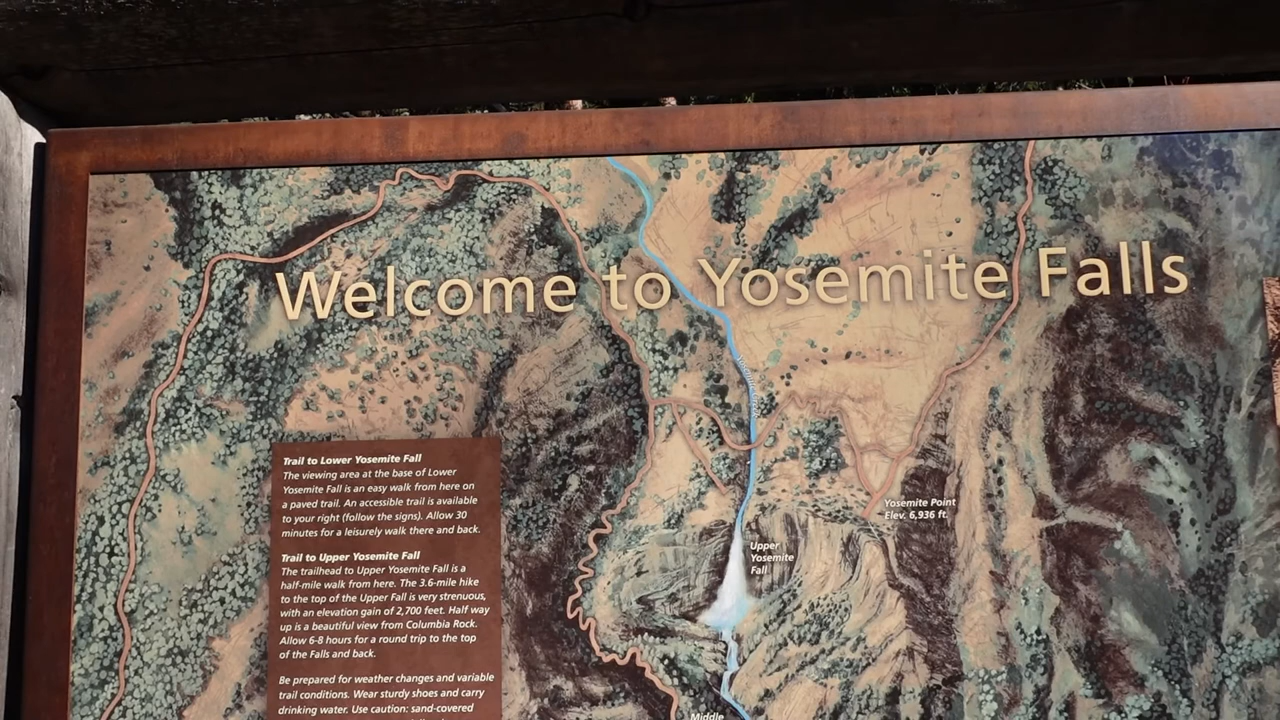 Welcome to Yosemite Falls
Trail to Lower Yosemite Fall
The viewing area at the base of Lower
Yosemite Fall is an easy walk from here on
a paved trail. An accessible trail is available
to your right (follow the signs). Allow 30
minutes for a leisurely walk there and back.
Trail to Upper Yosemite Fall
The trailhead to Upper Yosemite Fall is a
half-mile walk from here. The 3.6-mile hike
to the top of the Upper Fall is very strenuous,
with an elevation gain of 2,700 feet. Half way
up is a beautiful view from Columbia Rock.
Allow 6-8 hours for a round trip to the top
of the Falls and back.
Be prepared for weather changes and variable
trail conditions. Wear sturdy shoes and carry
drinking water. Use caution: sand-covered
Yosemite Point
Elev. 6,936 ft.
Upper
Yosemite
Fall
Middle